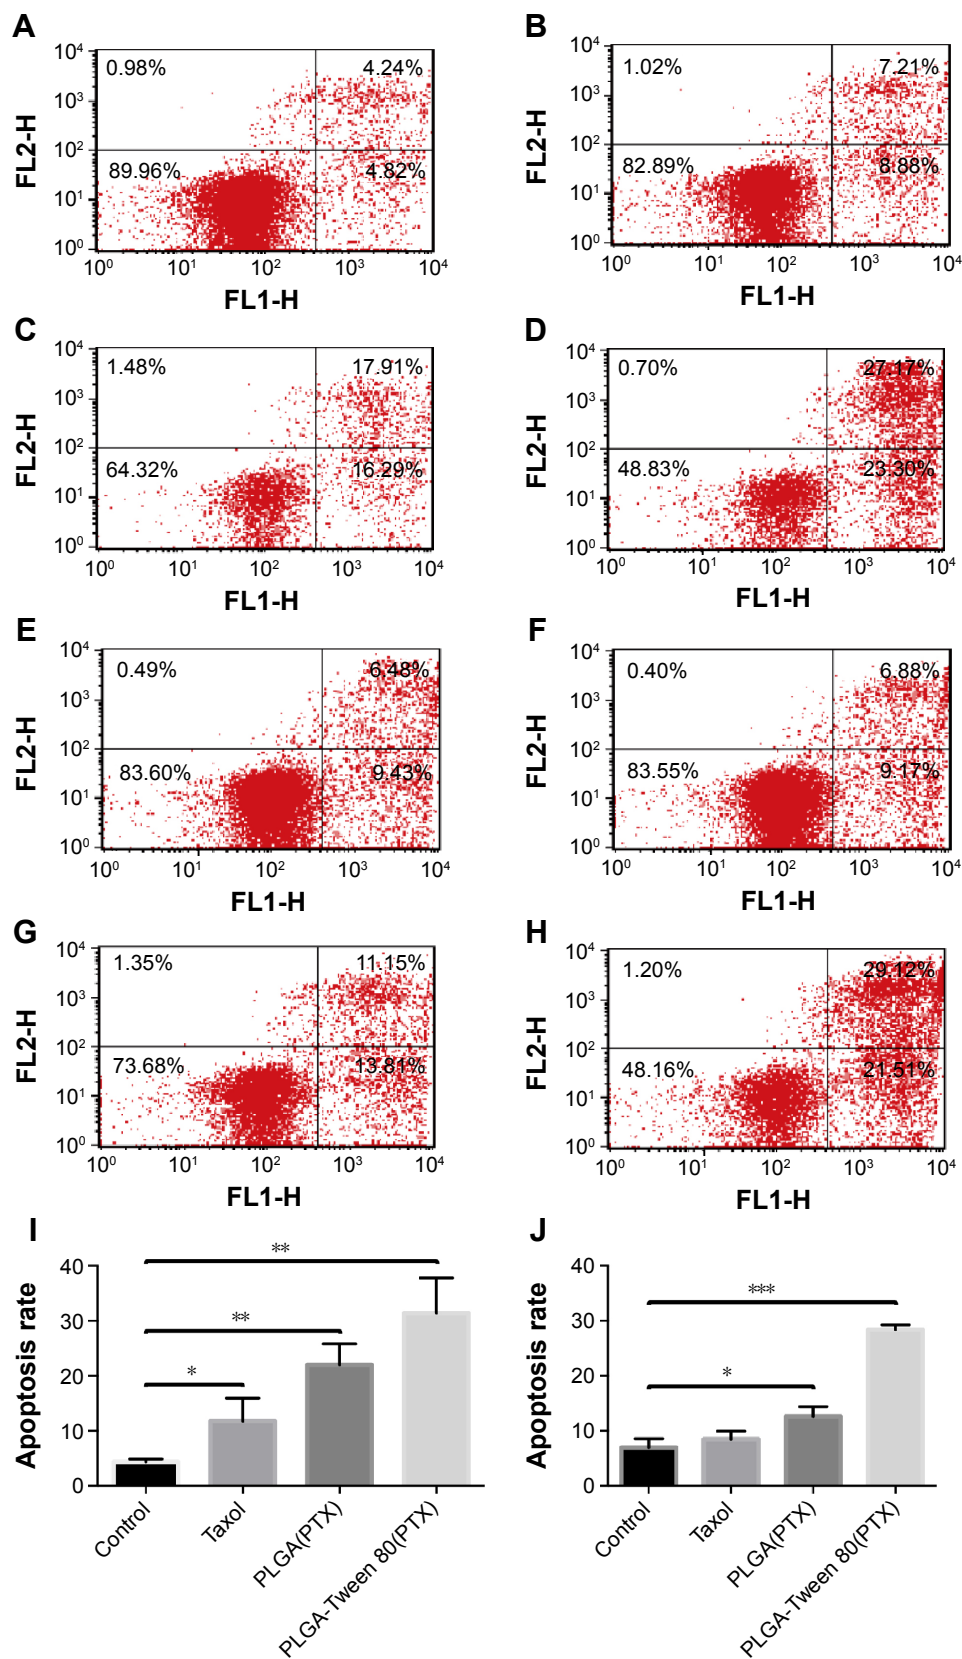 A
10⁴
10³
10²
10¹
10⁰
FL2-H
0.98%
4.24%
89.96%
4.82%
10⁰ 10¹ 10² 10³ 10⁴
FL1-H
B
10⁴
10³
10²
10¹
10⁰
FL2-H
1.02%
7.21%
82.89%
8.88%
10⁰ 10¹ 10² 10³ 10⁴
FL1-H
C
10⁴
10³
10²
10¹
10⁰
FL2-H
1.48%
17.91%
64.32%
16.29%
10⁰ 10¹ 10² 10³ 10⁴
FL1-H
D
10⁴
10³
10²
10¹
10⁰
FL2-H
0.70%
27.17%
48.83%
23.30%
10⁰ 10¹ 10² 10³ 10⁴
FL1-H
E
10⁴
10³
10²
10¹
10⁰
FL2-H
0.49%
6.48%
83.60%
9.43%
10⁰ 10¹ 10² 10³ 10⁴
FL1-H
F
10⁴
10³
10²
10¹
10⁰
FL2-H
0.40%
6.88%
83.55%
9.17%
10⁰ 10¹ 10² 10³ 10⁴
FL1-H
G
10⁴
10³
10²
10¹
10⁰
FL2-H
1.35%
11.15%
73.68%
13.81%
10⁰ 10¹ 10² 10³ 10⁴
FL1-H
H
10⁴
10³
10²
10¹
10⁰
FL2-H
1.20%
29.12%
48.16%
21.51%
10⁰ 10¹ 10² 10³ 10⁴
FL1-H
I
Apoptosis rate
40
30
20
10
0
**
**
*
Control
Taxol
PLGA(PTX)
PLGA-Tween 80(PTX)
J
Apoptosis rate
40
30
20
10
0
***
*
Control
Taxol
PLGA(PTX)
PLGA-Tween 80(PTX)